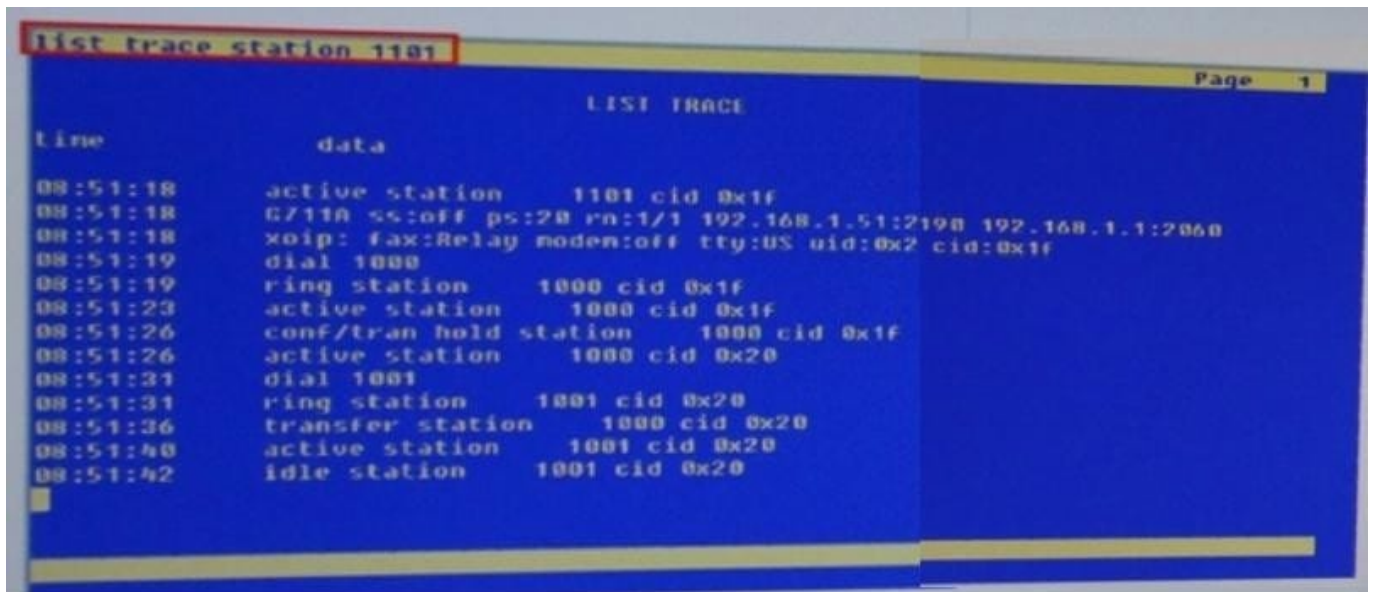 list trace station 1101
Page 1
LIST TRACE
time data
08:51:18 active station 1101 cid 0x1f
08:51:18 G711A ss:off ps:20 rn:1/1 192.168.1.51:2190 192.168.1.1:2060
08:51:18 xoip: fax:Relay modem:off tty:US uid:0x2 cid:0x1f
08:51:19 dial 1000
08:51:19 ring station 1000 cid 0x1f
08:51:23 active station 1000 cid 0x1f
08:51:26 conf/tran hold station 1000 cid 0x1f
08:51:26 active station 1000 cid 0x20
08:51:31 dial 1001
08:51:31 ring station 1001 cid 0x20
08:51:36 transfer station 1000 cid 0x20
08:51:40 active station 1001 cid 0x20
08:51:42 idle station 1001 cid 0x20